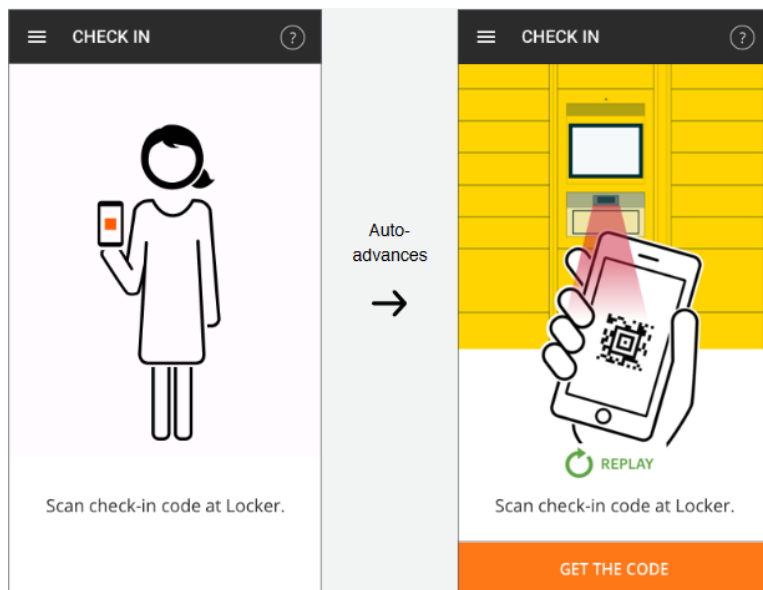 CHECK IN
?
Scan check-in code at Locker.
Auto-
advances
CHECK IN
?
REPLAY
Scan check-in code at Locker.
GET THE CODE